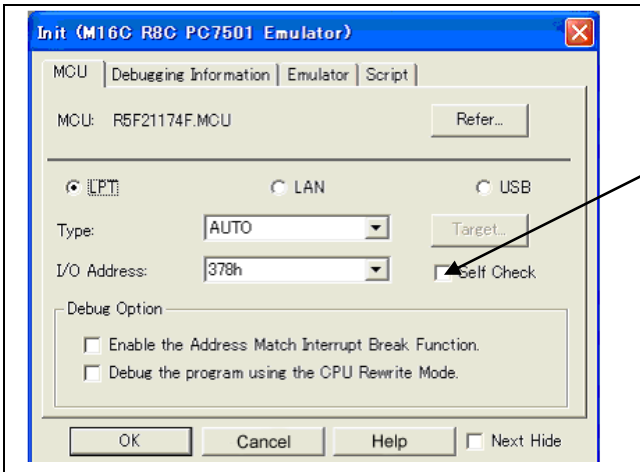 Init (M16C R8C PC7501 Emulator)
MCU Debugging Information Emulator Script
MCU: R5F21174F.MCU Refer...
LPT LAN USB
Type: AUTO Target...
I/O Address: 378h Self Check
Debug Option
Enable the Address Match Interrupt Break Function.
Debug the program using the CPU Rewrite Mode.
OK Cancel Help Next Hide